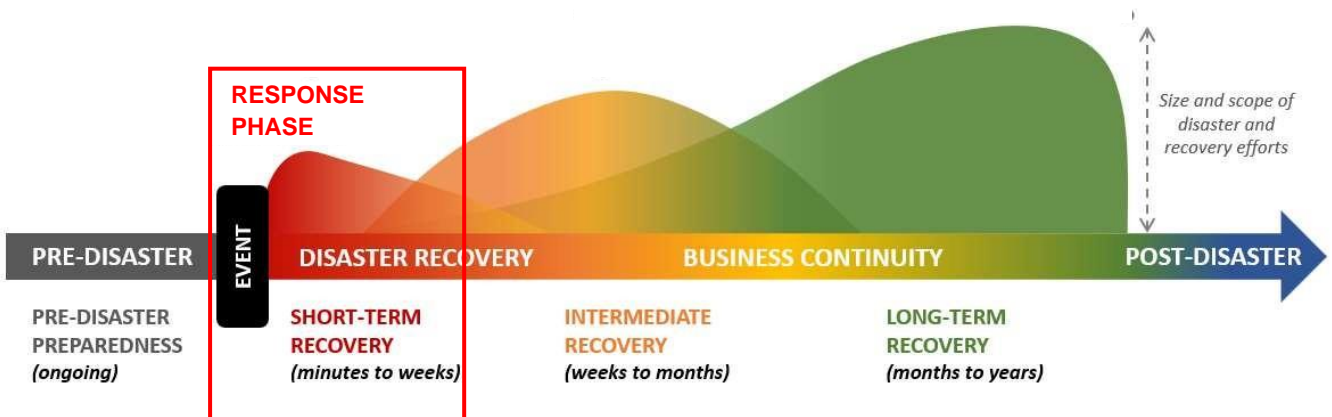 RESPONSE
PHASE
Size and scope of
disaster and
recovery efforts
PRE-DISASTER
EVENT
DISASTER RECOVERY
BUSINESS CONTINUITY
POST-DISASTER
PRE-DISASTER
PREPAREDNESS
(ongoing)
SHORT-TERM
RECOVERY
(minutes to weeks)
INTERMEDIATE
RECOVERY
(weeks to months)
LONG-TERM
RECOVERY
(months to years)